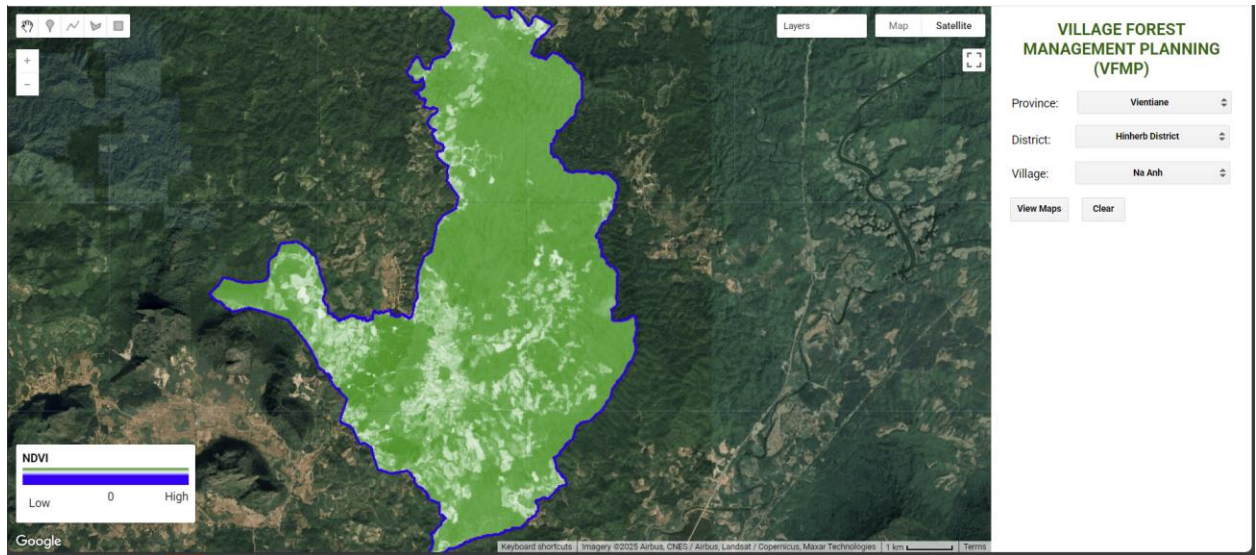 Layers
Map Satellite
+
−
VILLAGE FOREST
MANAGEMENT PLANNING
(VFMP)
Province: Vientiane
District: Hinherb District
Village: Na Anh
View Maps Clear
NDVI
Low 0 High
Google
Keyboard shortcuts Imagery ©2025 Airbus, CNES / Airbus, Landsat / Copernicus, Maxar Technologies 1 km Terms